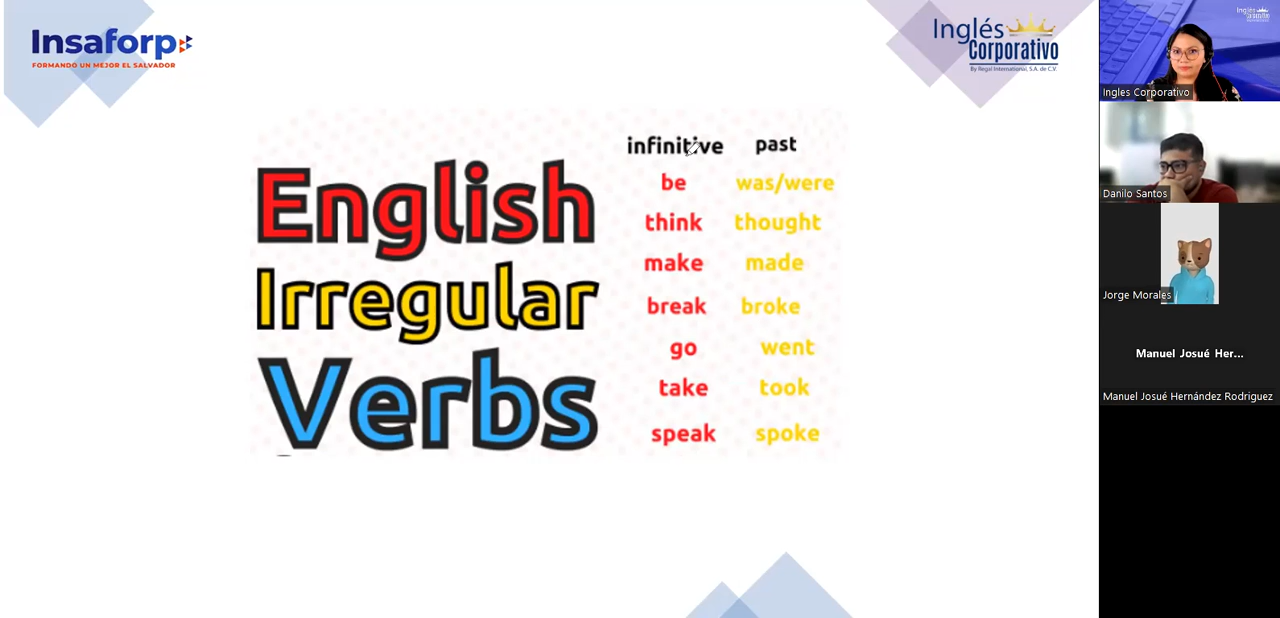 Insaforp
FORMANDO UN MEJOR EL SALVADOR
Inglés
Corporativo
By Regal International, S.A. de C.V.
English
Irregular
Verbs
infinitive past
be was/were
think thought
make made
break broke
go went
take took
speak spoke
Inglés
Corporativo
Ingles Corporativo
Danilo Santos
Jorge Morales
Manuel Josué Her...
Manuel Josué Hernández Rodriguez